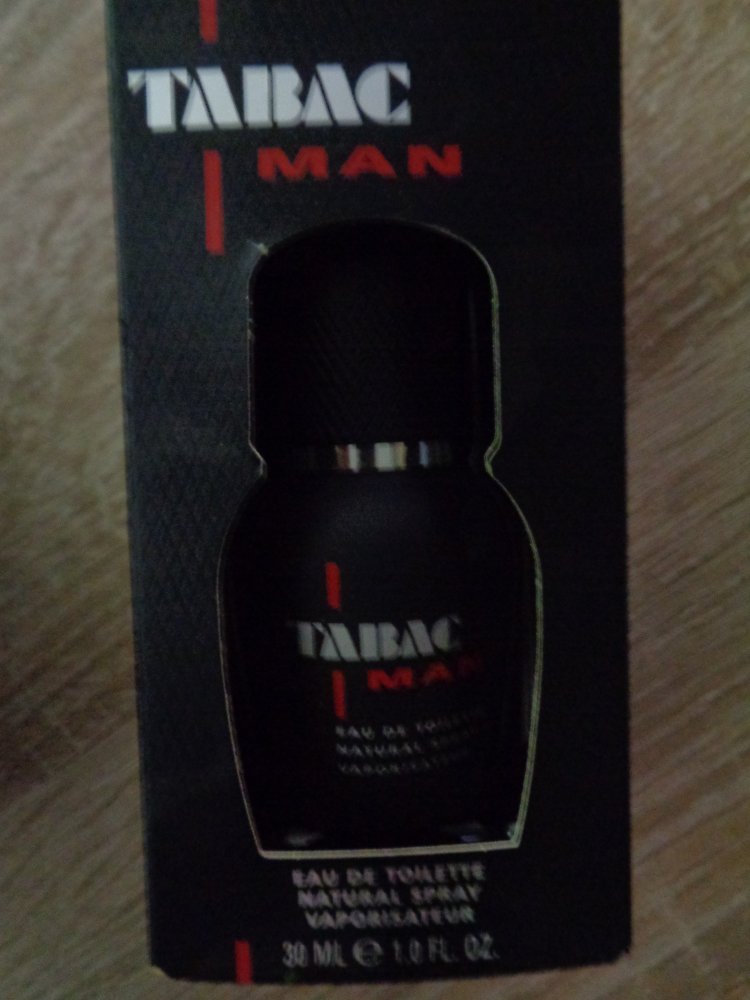 TABAC
MAN
TABAC
MAN
EAU DE TOILETTE
NATURAL SPRAY
VAPORISATEUR
EAU DE TOILETTE
NATURAL SPRAY
VAPORISATEUR
30 ML ℮ 1.0 FL. OZ.